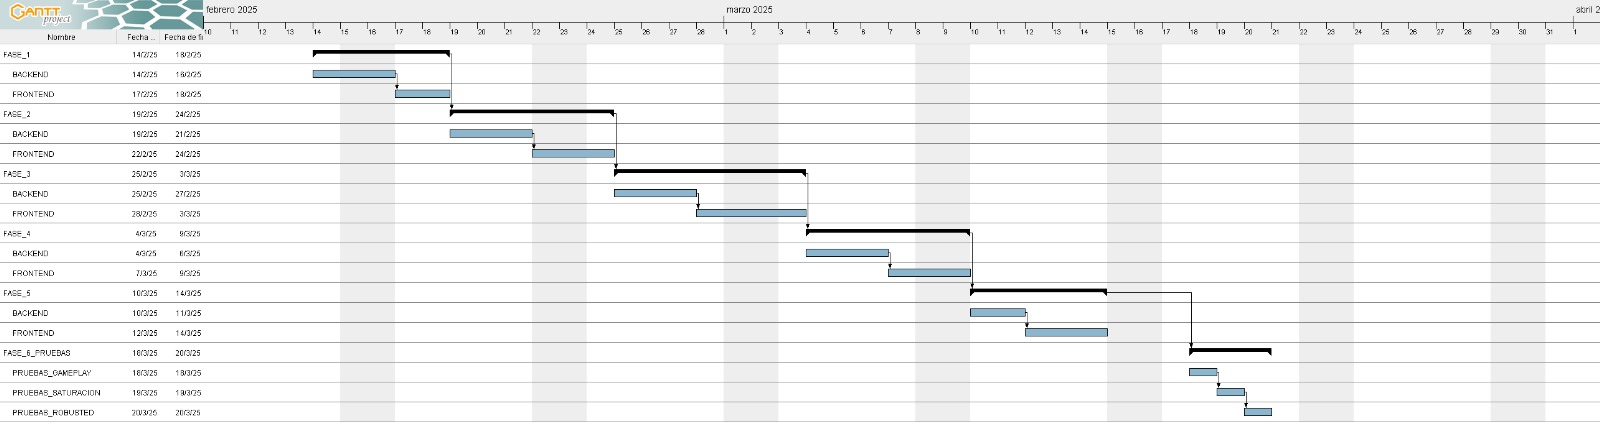 GANTT project
febrero 2025 marzo 2025 abril 2
Nombre Fecha ... Fecha de fi
10 11 12 13 14 15 16 17 18 19 20 21 22 23 24 25 26 27 28 1 2 3 4 5 6 7 8 9 10 11 12 13 14 15 16 17 18 19 20 21 22 23 24 25 26 27 28 29 30 31 1
FASE_1 14/2/25 18/2/25
BACKEND 14/2/25 16/2/25
FRONTEND 17/2/25 18/2/25
FASE_2 19/2/25 24/2/25
BACKEND 19/2/25 21/2/25
FRONTEND 22/2/25 24/2/25
FASE_3 25/2/25 3/3/25
BACKEND 25/2/25 27/2/25
FRONTEND 28/2/25 3/3/25
FASE_4 4/3/25 9/3/25
BACKEND 4/3/25 6/3/25
FRONTEND 7/3/25 9/3/25
FASE_5 10/3/25 14/3/25
BACKEND 10/3/25 11/3/25
FRONTEND 12/3/25 14/3/25
FASE_6_PRUEBAS 18/3/25 20/3/25
PRUEBAS_GAMEPLAY 18/3/25 18/3/25
PRUEBAS_SATURACION 19/3/25 19/3/25
PRUEBAS_ROBUSTED 20/3/25 20/3/25